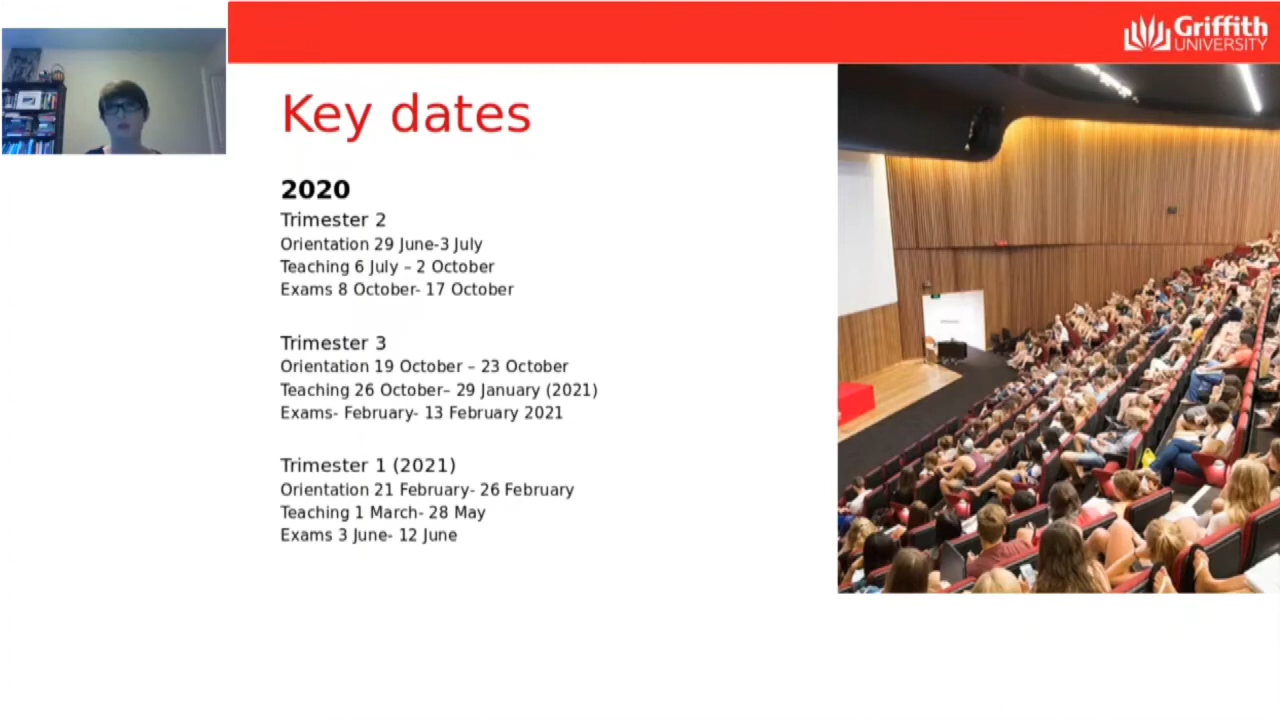 Griffith
UNIVERSITY
Key dates
2020
Trimester 2
Orientation 29 June-3 July
Teaching 6 July – 2 October
Exams 8 October- 17 October
Trimester 3
Orientation 19 October – 23 October
Teaching 26 October– 29 January (2021)
Exams- February- 13 February 2021
Trimester 1 (2021)
Orientation 21 February- 26 February
Teaching 1 March- 28 May
Exams 3 June- 12 June